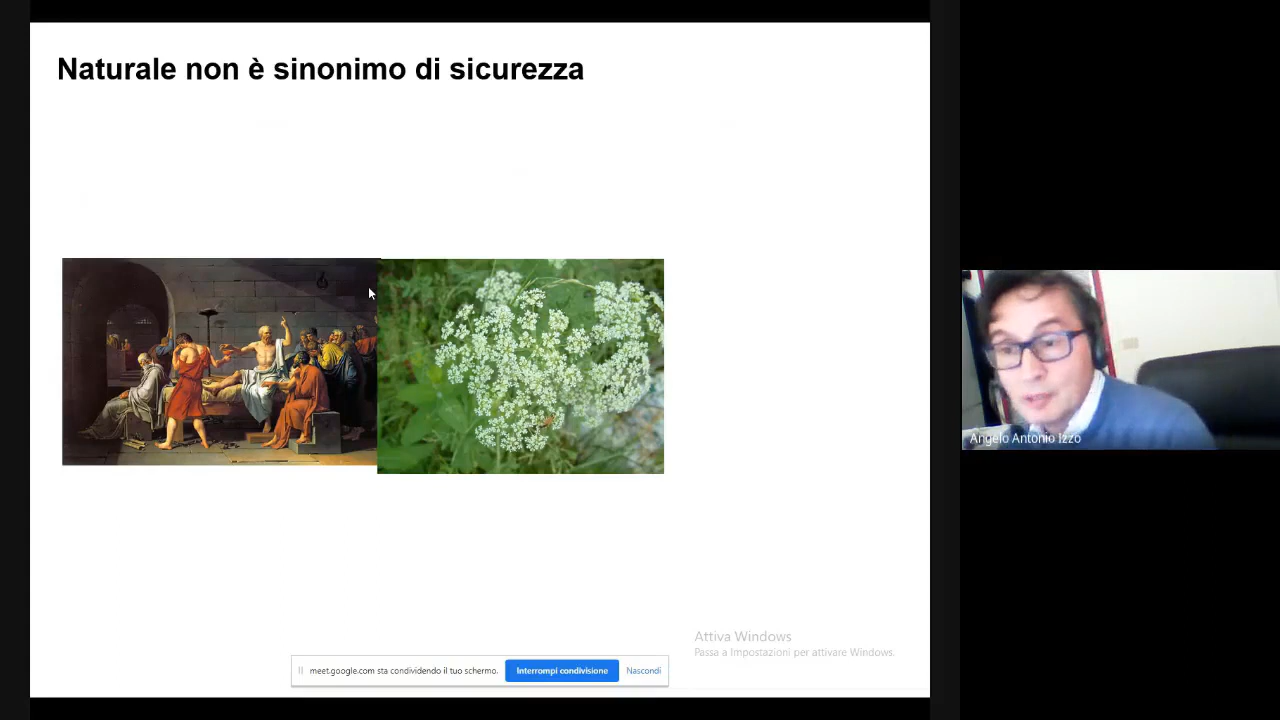 Naturale non è sinonimo di sicurezza
Angelo Antonio Izzo
Attiva Windows
Passa a Impostazioni per attivare Windows.
meet.google.com sta condividendo il tuo schermo. Interrompi condivisione Nascondi